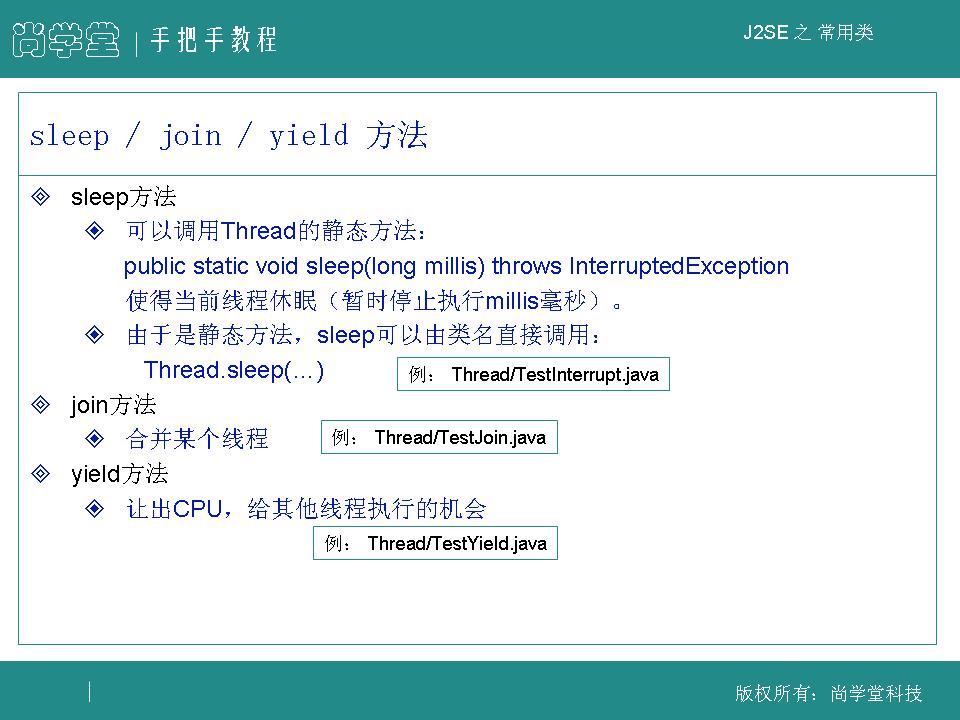 尚学堂 | 手把手教程
J2SE 之 常用类
sleep / join / yield 方法
sleep方法
可以调用Thread的静态方法：
public static void sleep(long millis) throws InterruptedException
使得当前线程休眠（暂时停止执行millis毫秒）。
由于是静态方法，sleep可以由类名直接调用：
Thread.sleep(…)
例： Thread/TestInterrupt.java
join方法
合并某个线程
例： Thread/TestJoin.java
yield方法
让出CPU，给其他线程执行的机会
例： Thread/TestYield.java
版权所有：尚学堂科技